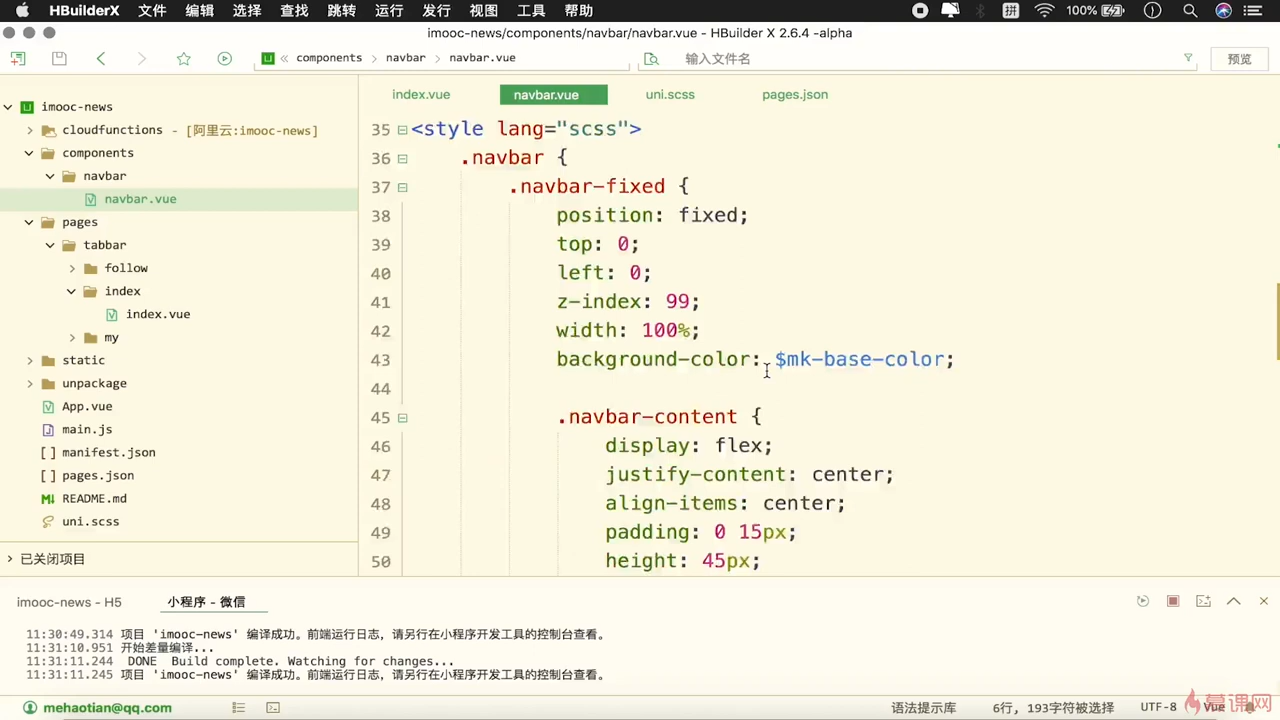 HBuilderX 文件 编辑 选择 查找 跳转 运行 发行 视图 工具 帮助 拼 100%
imooc-news/components/navbar/navbar.vue - HBuilder X 2.6.4 -alpha
components navbar navbar.vue 输入文件名 预览
index.vue navbar.vue uni.scss pages.json
imooc-news
cloudfunctions - [阿里云:imooc-news]
components
navbar
navbar.vue
pages
tabbar
follow
index
index.vue
my
static
unpackage
App.vue
main.js
manifest.json
pages.json
README.md
uni.scss
已关闭项目
35 <style lang="scss">
36 .navbar {
37 .navbar-fixed {
38 position: fixed;
39 top: 0;
40 left: 0;
41 z-index: 99;
42 width: 100%;
43 background-color: $mk-base-color;
44
45 .navbar-content {
46 display: flex;
47 justify-content: center;
48 align-items: center;
49 padding: 0 15px;
50 height: 45px;
imooc-news - H5 小程序 - 微信
11:30:49.314 项目 'imooc-news' 编译成功。前端运行日志，请另行在小程序开发工具的控制台查看。
11:31:10.951 开始差量编译...
11:31:11.244 DONE Build complete. Watching for changes...
11:31:11.245 项目 'imooc-news' 编译成功。前端运行日志，请另行在小程序开发工具的控制台查看。
mehaotian@qq.com 语法提示库 6行, 193字符被选择 UTF-8 Vue
慕课网